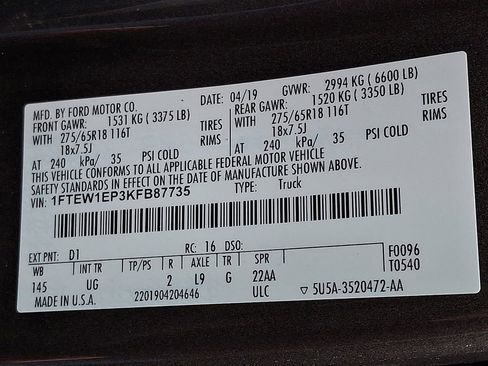 MFD. BY FORD MOTOR CO. DATE: 04/19 GVWR: 2994 KG ( 6600 LB)
FRONT GAWR: 1531 KG ( 3375 LB) REAR GAWR: 1520 KG ( 3350 LB)
WITH 275/65R18 116T TIRES WITH 275/65R18 116T TIRES
18x7.5J RIMS 18x7.5J RIMS
AT 240 kPa/ 35 PSI COLD AT 240 kPa/ 35 PSI COLD
THIS VEHICLE CONFORMS TO ALL APPLICABLE FEDERAL MOTOR VEHICLE
SAFETY STANDARDS IN EFFECT ON THE DATE OF MANUFACTURE SHOWN ABOVE.
VIN: 1FTEW1EP3KFB87735 TYPE: Truck
EXT PNT: D1 RC: 16 DSO: F0096
WB INT TR TP/PS R AXLE TR SPR T0540
145 UG 2 L9 G 22AA
MADE IN U.S.A. 2201904204646 ULC ▽ 5U5A-3520472-AA